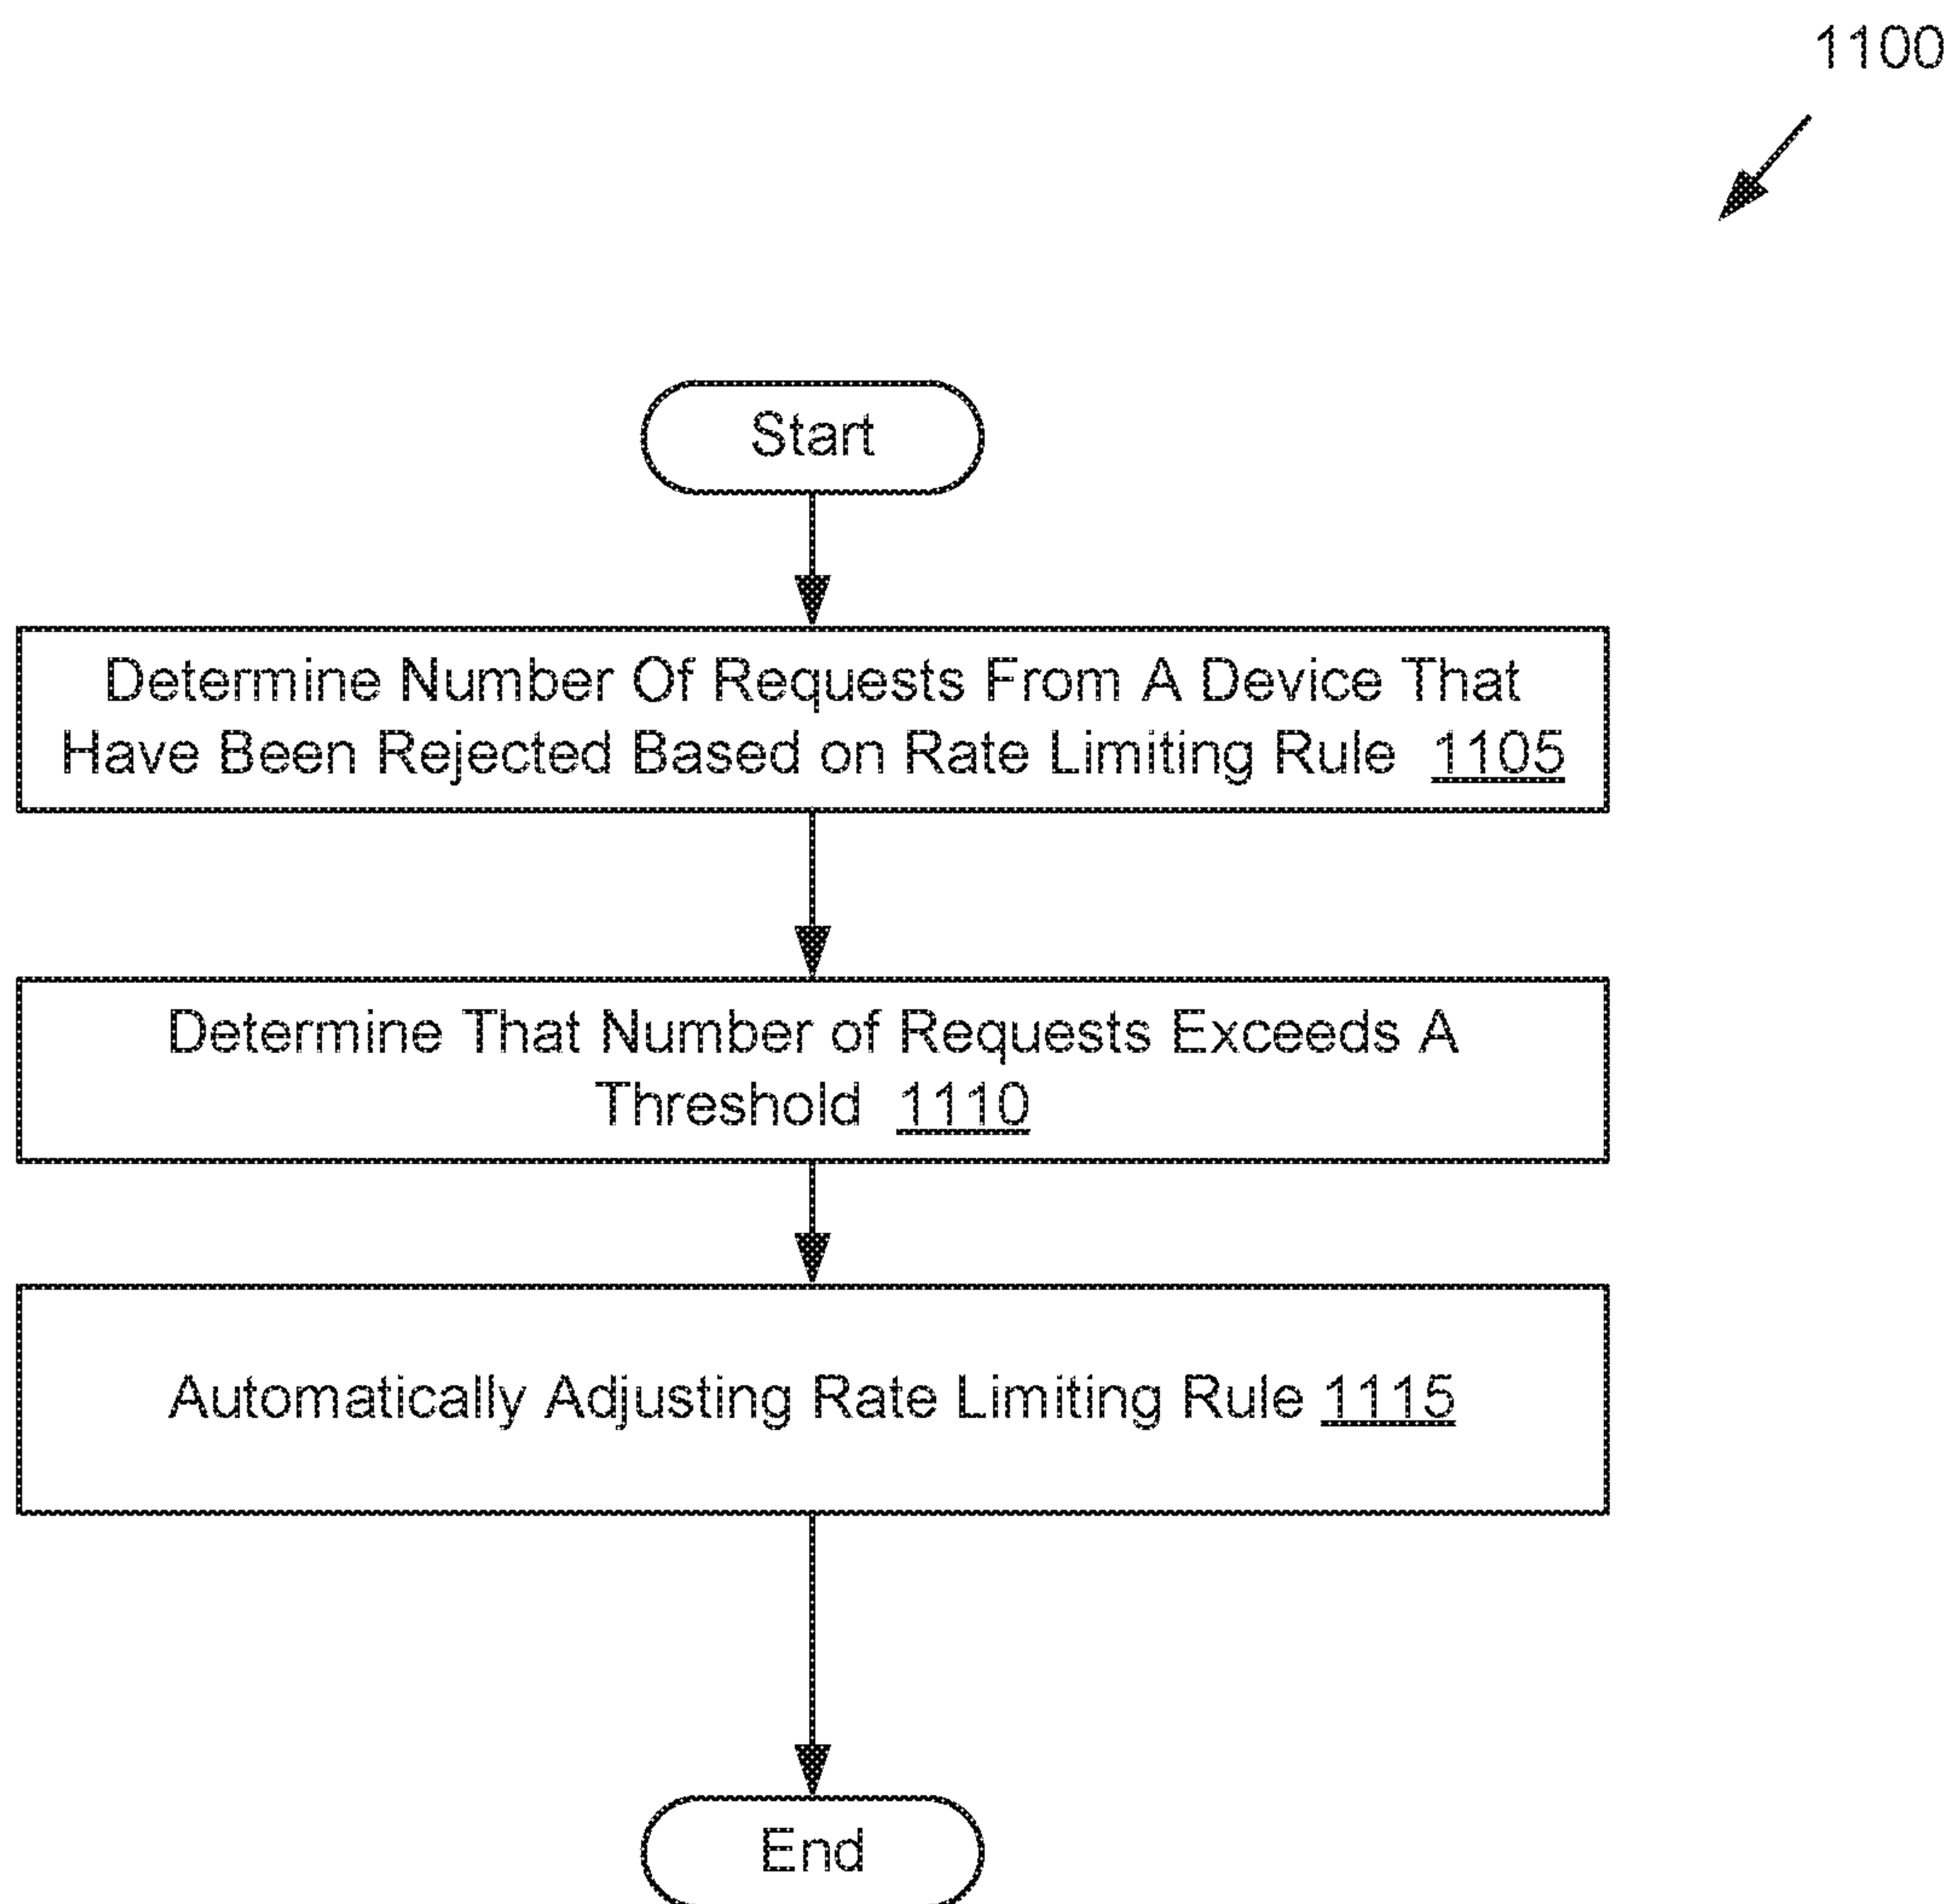 1100
Start
Determine Number Of Requests From A Device That
Have Been Rejected Based on Rate Limiting Rule 1105
Determine That Number of Requests Exceeds A
Threshold 1110
Automatically Adjusting Rate Limiting Rule 1115
End